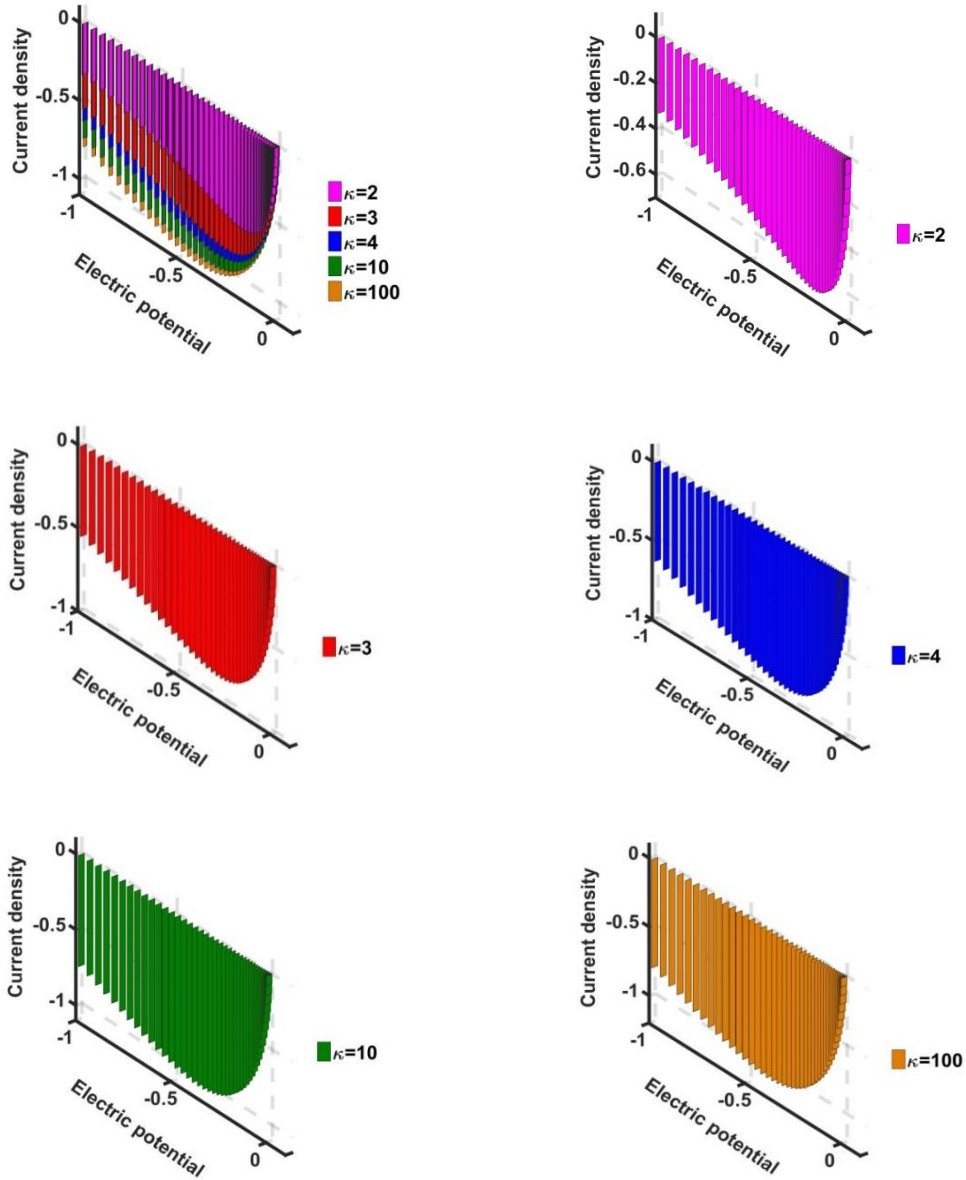 0
-0.5
-1
-1
-0.5
0
Current density
Electric potential
κ=2
κ=3
κ=4
κ=10
κ=100
0
-0.2
-0.4
-0.6
-1
-0.5
0
Current density
Electric potential
κ=2
0
-0.5
-1
-1
-0.5
0
Current density
Electric potential
κ=3
0
-0.5
-1
-1
-0.5
0
Current density
Electric potential
κ=4
0
-0.5
-1
-1
-0.5
0
Current density
Electric potential
κ=10
0
-0.5
-1
-1
-0.5
0
Current density
Electric potential
κ=100